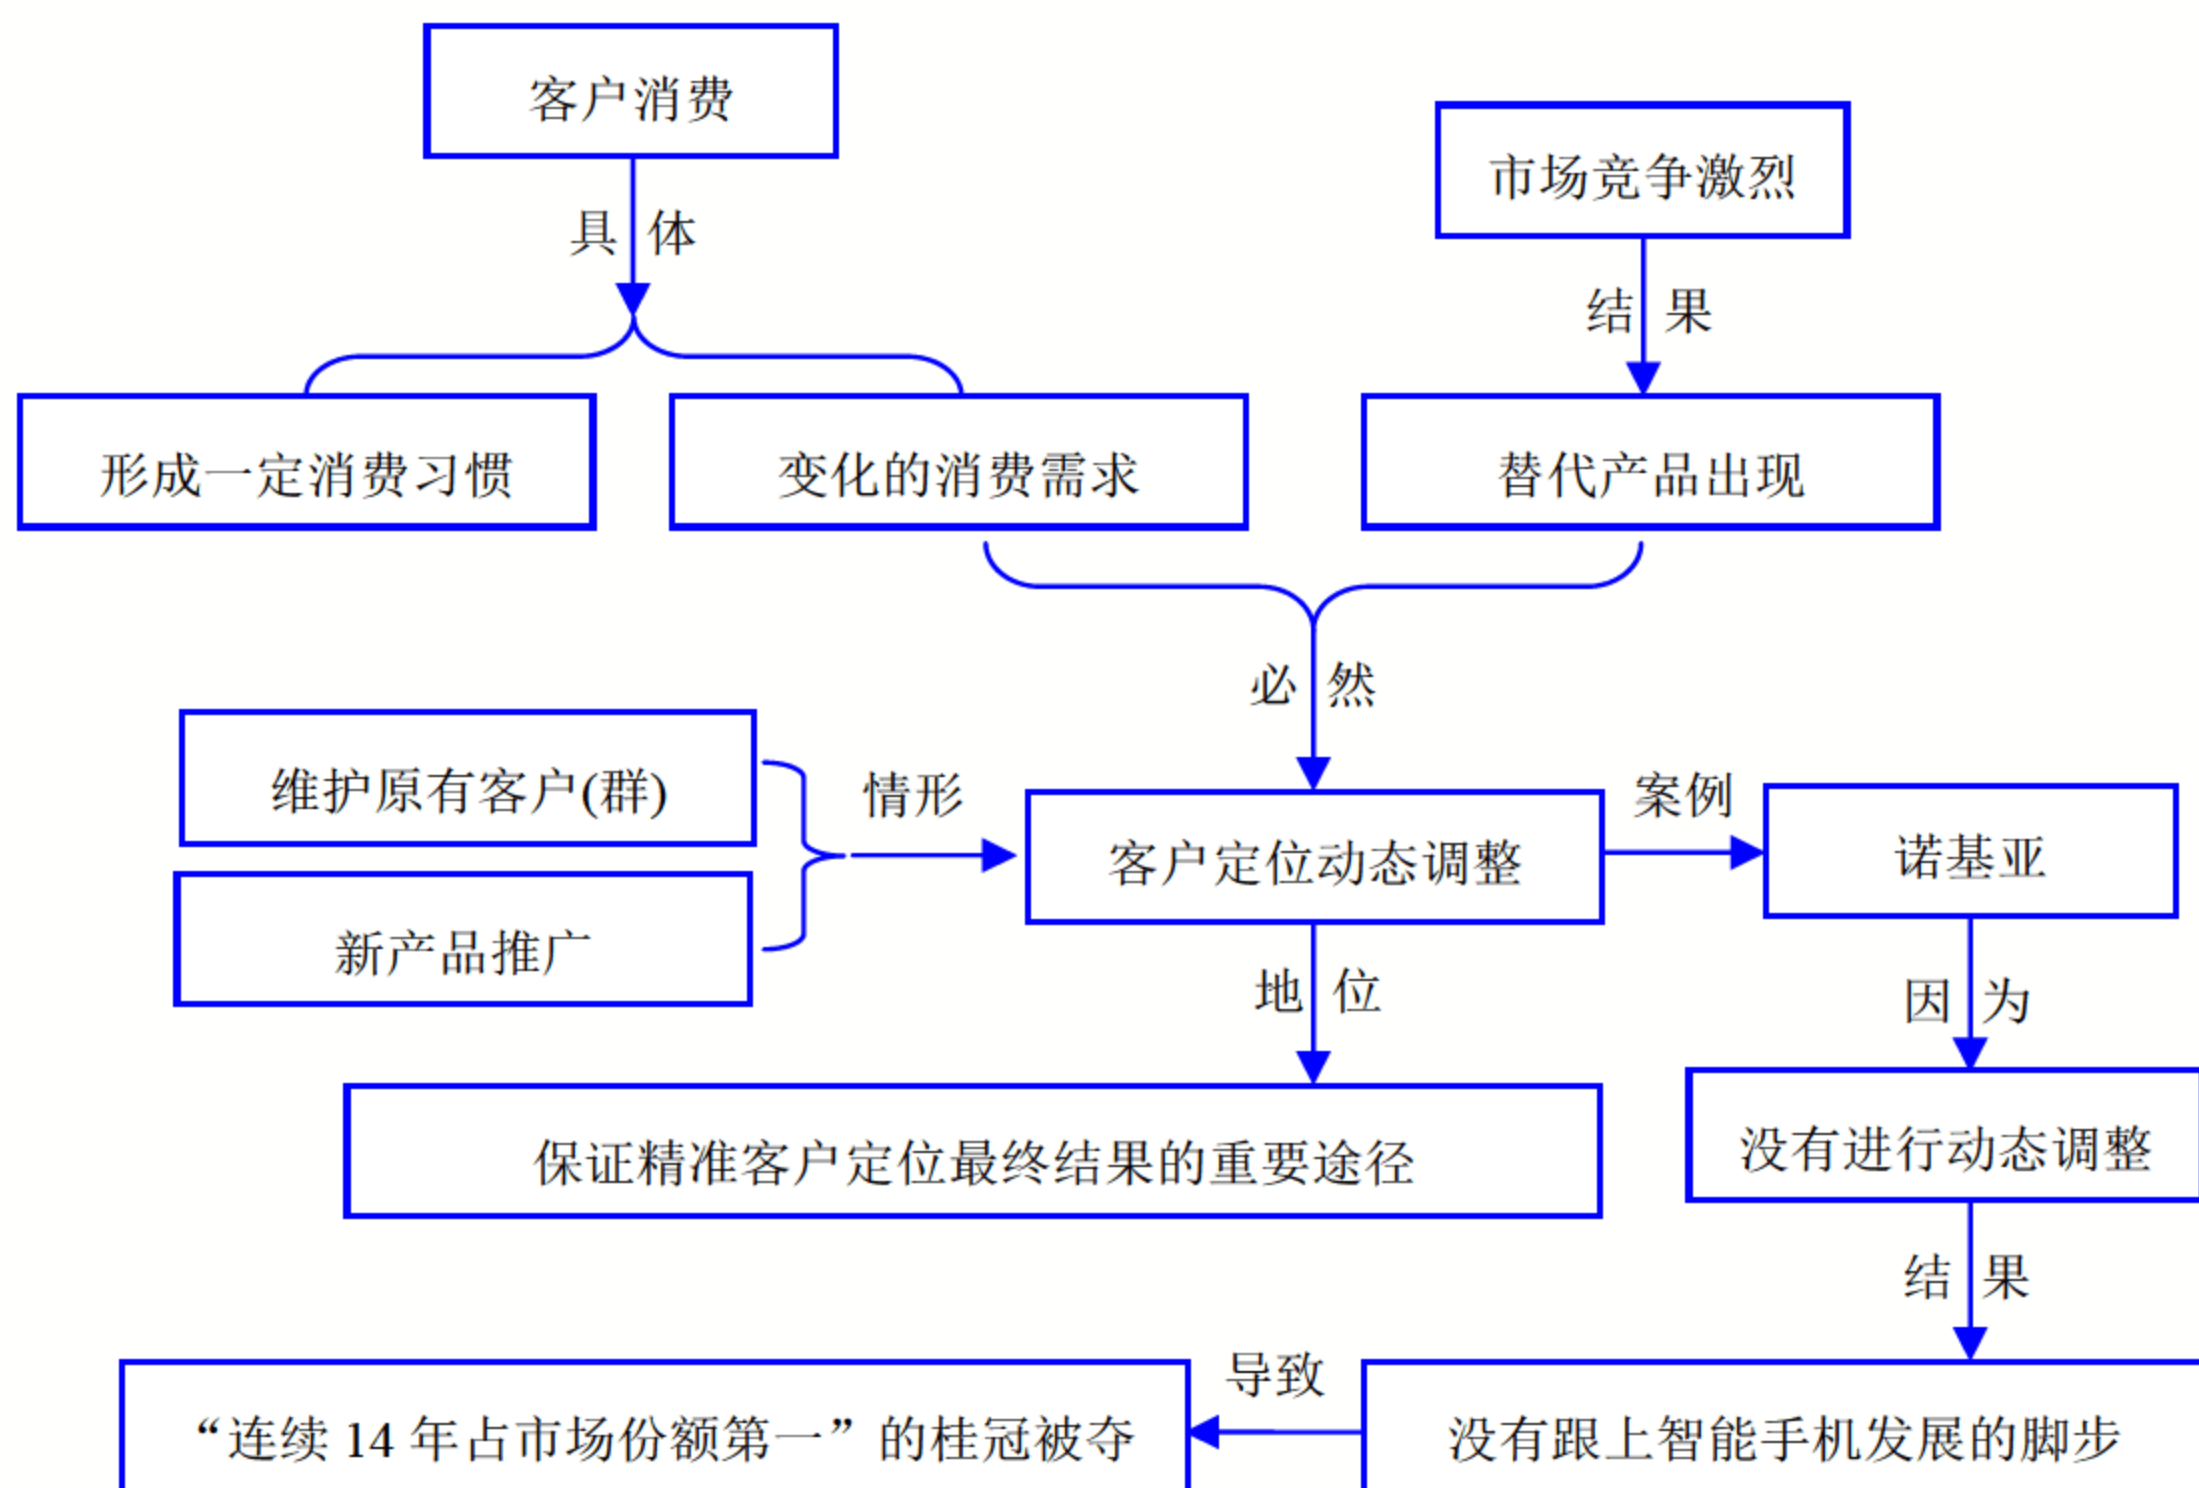 客户消费
市场竞争激烈
具体
结果
形成一定消费习惯
变化的消费需求
替代产品出现
必然
维护原有客户(群)
情形
案例
客户定位动态调整
诺基亚
新产品推广
地位
因为
保证精准客户定位最终结果的重要途径
没有进行动态调整
结果
导致
“连续 14 年占市场份额第一”的桂冠被夺
没有跟上智能手机发展的脚步